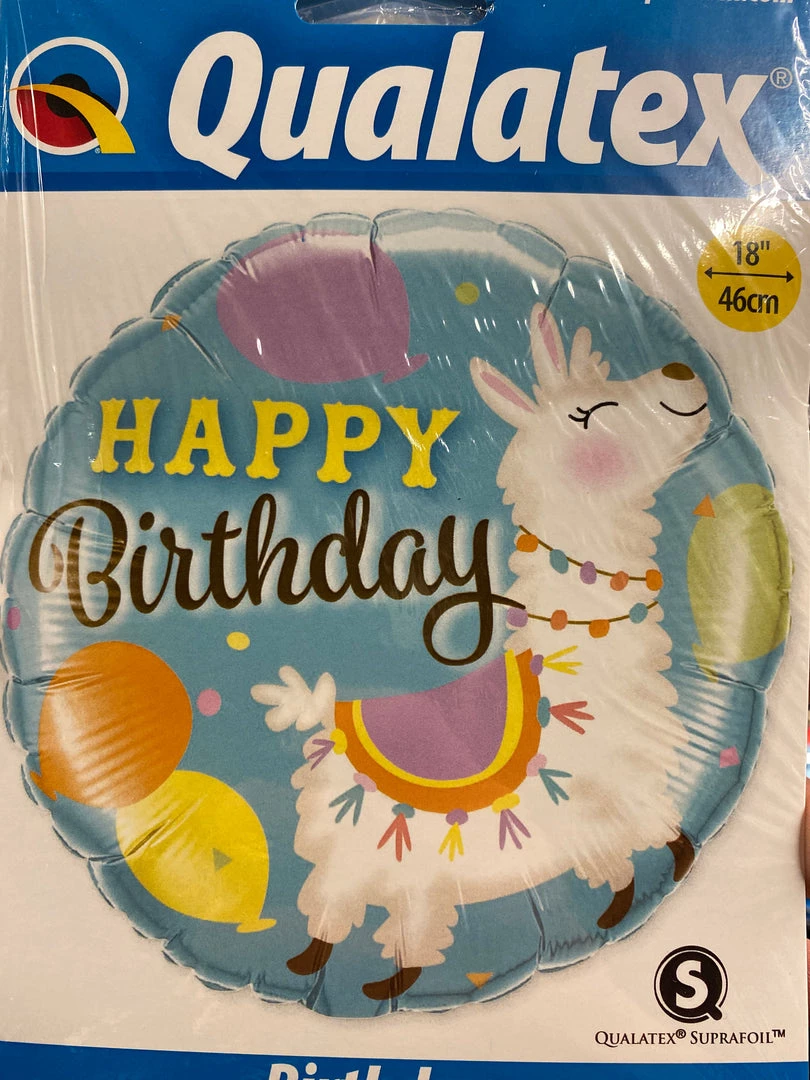 Qualatex®
18"
46cm
HAPPY
Birthday
S
QUALATEX® SUPRAFOIL™